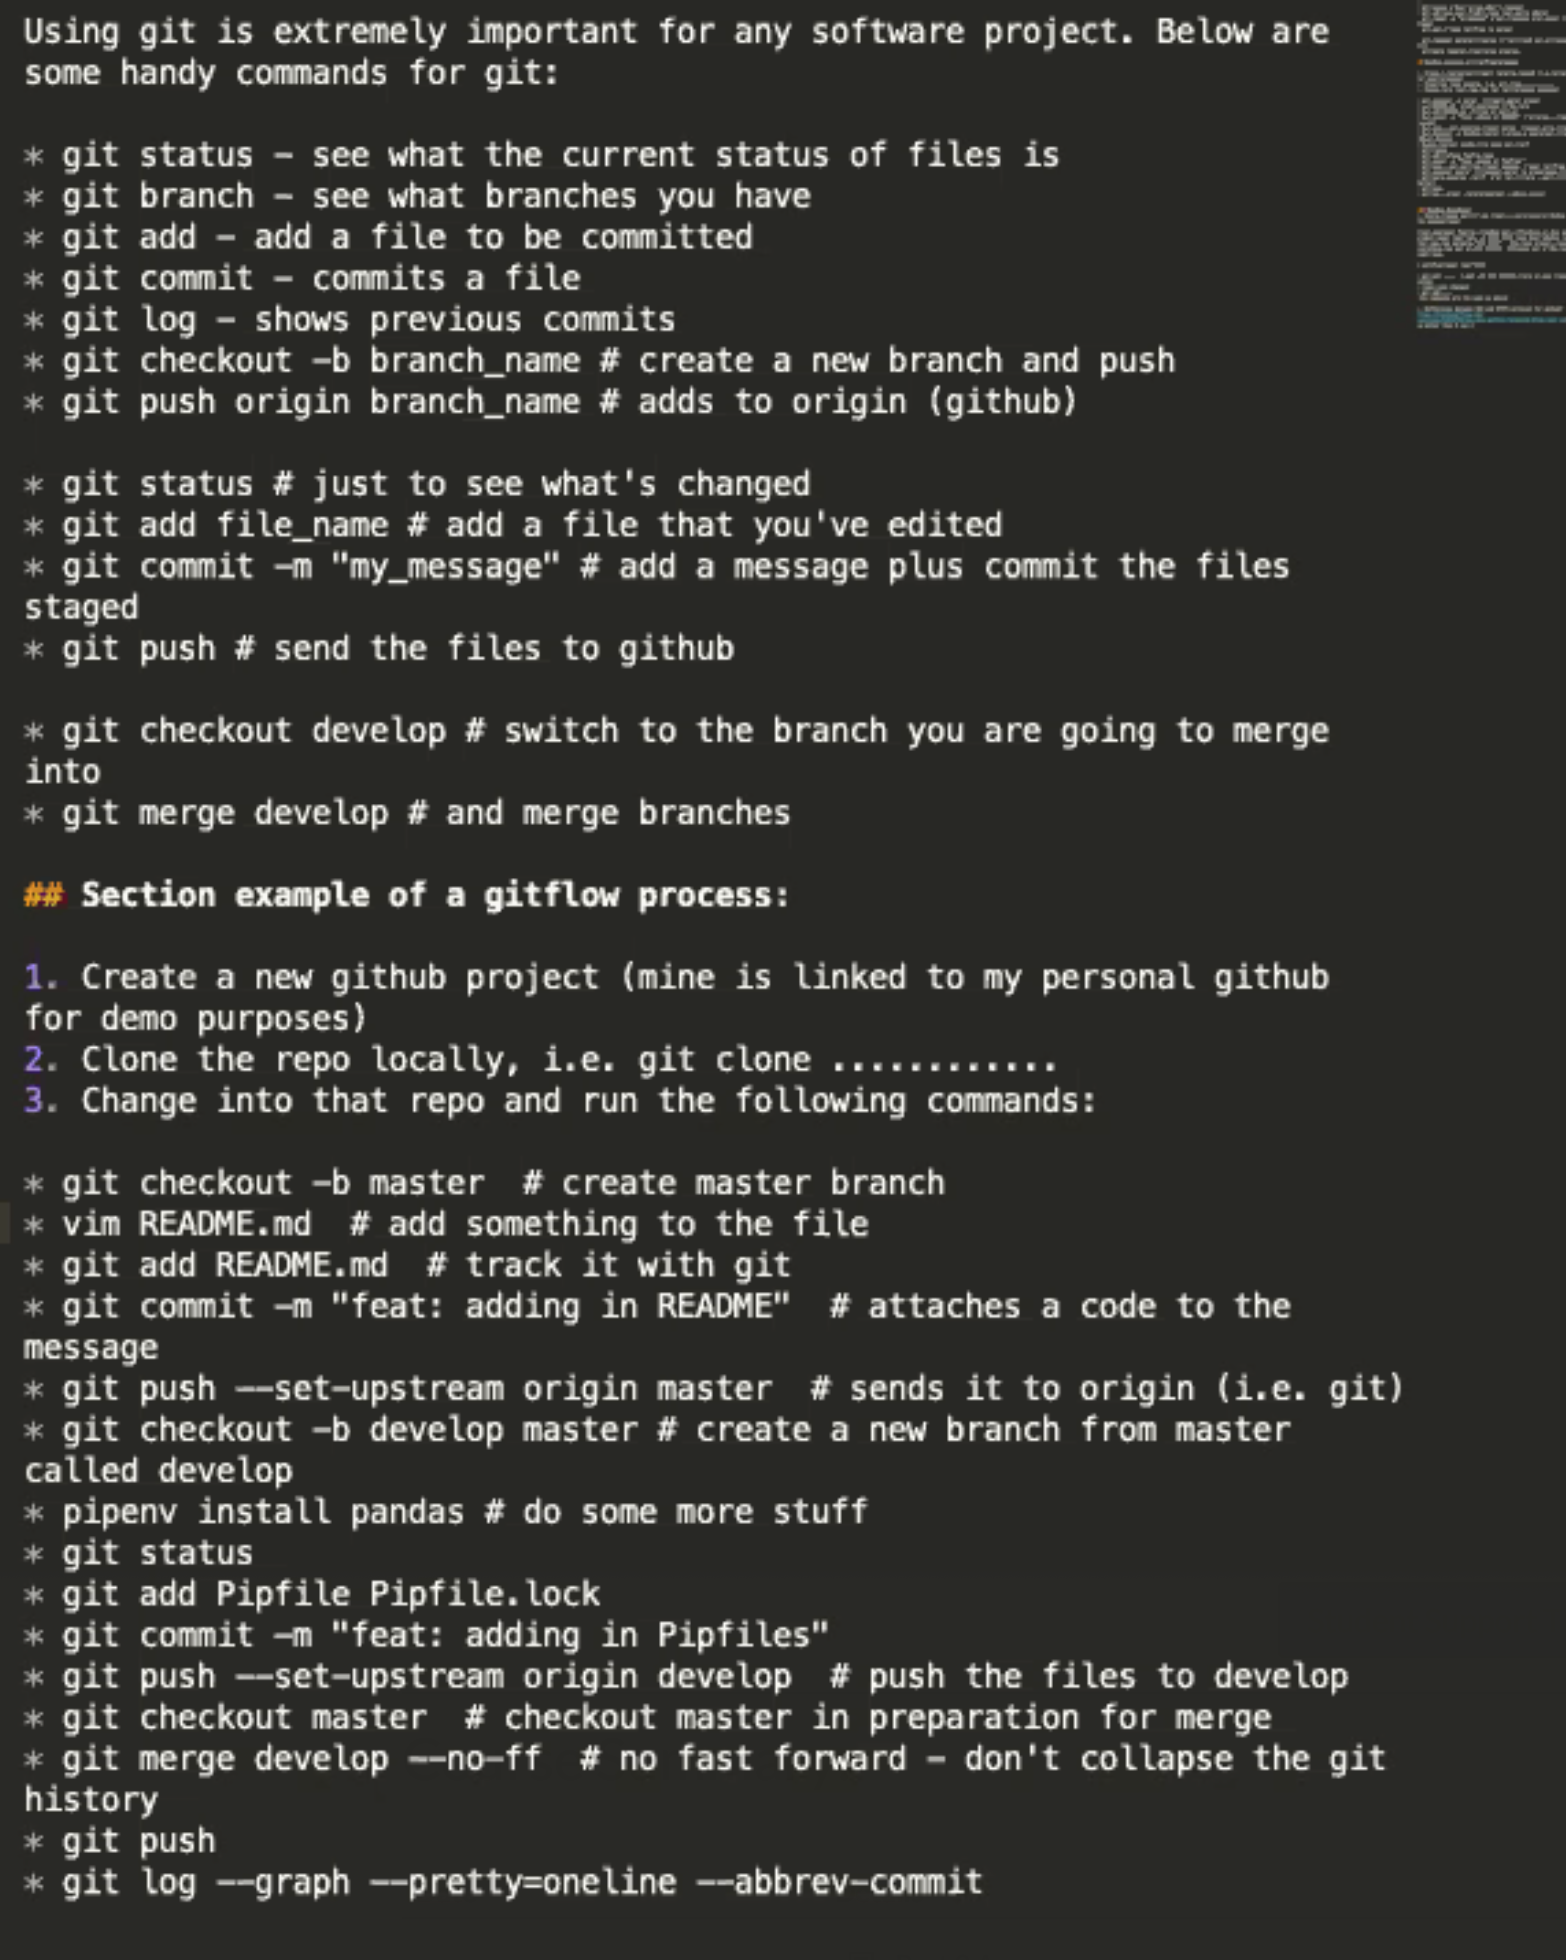 Using git is extremely important for any software project. Below are
some handy commands for git:
* git status – see what the current status of files is
* git branch – see what branches you have
* git add – add a file to be committed
* git commit – commits a file
* git log – shows previous commits
* git checkout -b branch_name # create a new branch and push
* git push origin branch_name # adds to origin (github)
* git status # just to see what's changed
* git add file_name # add a file that you've edited
* git commit -m "my_message" # add a message plus commit the files
staged
* git push # send the files to github
* git checkout develop # switch to the branch you are going to merge
into
* git merge develop # and merge branches
## Section example of a gitflow process:
1. Create a new github project (mine is linked to my personal github
for demo purposes)
2. Clone the repo locally, i.e. git clone ............
3. Change into that repo and run the following commands:
* git checkout -b master  # create master branch
* vim README.md  # add something to the file
* git add README.md  # track it with git
* git commit -m "feat: adding in README"  # attaches a code to the
message
* git push --set-upstream origin master  # sends it to origin (i.e. git)
* git checkout -b develop master # create a new branch from master
called develop
* pipenv install pandas # do some more stuff
* git status
* git add Pipfile Pipfile.lock
* git commit -m "feat: adding in Pipfiles"
* git push --set-upstream origin develop  # push the files to develop
* git checkout master  # checkout master in preparation for merge
* git merge develop --no-ff  # no fast forward – don't collapse the git
history
* git push
* git log --graph --pretty=oneline --abbrev-commit